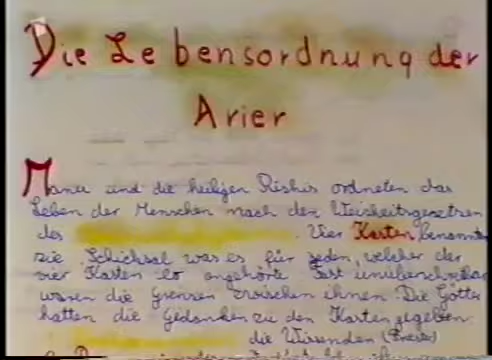 Die Lebensordnung der
Arier
Manu und die heiligen Rishis ordneten das
Leben der Menschen nach den Weisheitsgesetzen
des . Vier Kasten benannten
sie. Schicksal war es für jeden, welcher der
vier Kasten er angehörte. Fast unüberschreitbar
waren die Grenzen zwischen ihnen. Die Götter
hatten die Gedanken zu den Kasten gegeben:
die Wissenden (Priester)